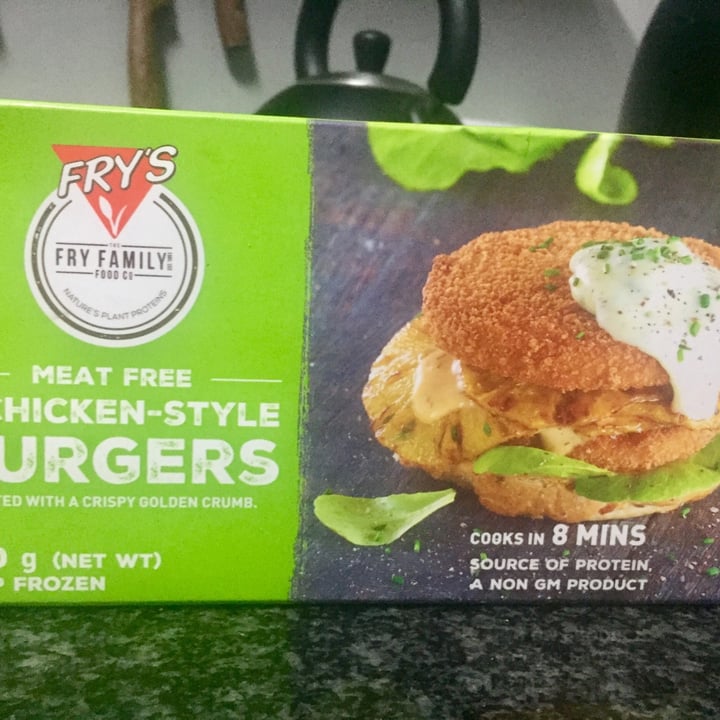 FRY'S
THE
FRY FAMILY
FOOD CO
NATURE'S PLANT PROTEINS
MEAT FREE
CHICKEN-STYLE
URGERS
TED WITH A CRISPY GOLDEN CRUMB.
0 g (NET WT)
P FROZEN
COOKS IN 8 MINS
SOURCE OF PROTEIN,
A NON GM PRODUCT